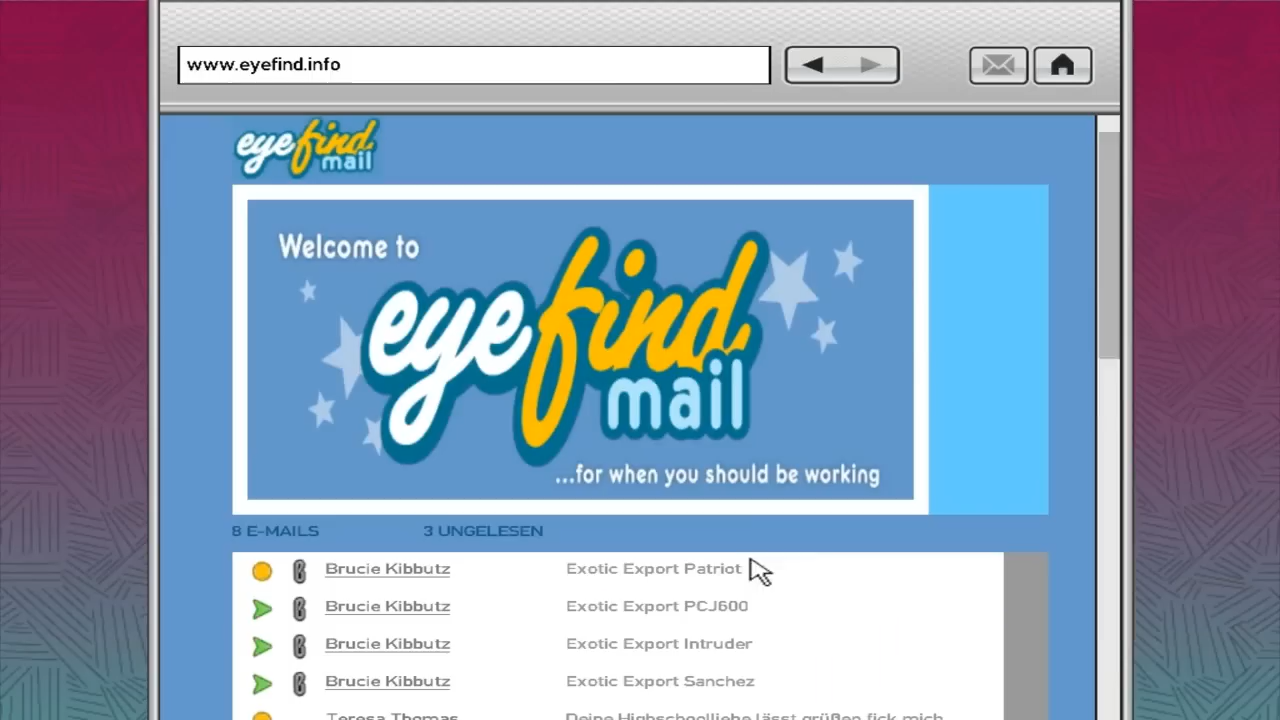 www.eyefind.info
eyefind mail
Welcome to
eyefind
mail
...for when you should be working
8 E-MAILS 3 UNGELESEN
Brucie Kibbutz Exotic Export Patriot
Brucie Kibbutz Exotic Export PCJ600
Brucie Kibbutz Exotic Export Intruder
Brucie Kibbutz Exotic Export Sanchez
Teresa Thomas Deine Highschoolliebe lässt grüßen fick mich